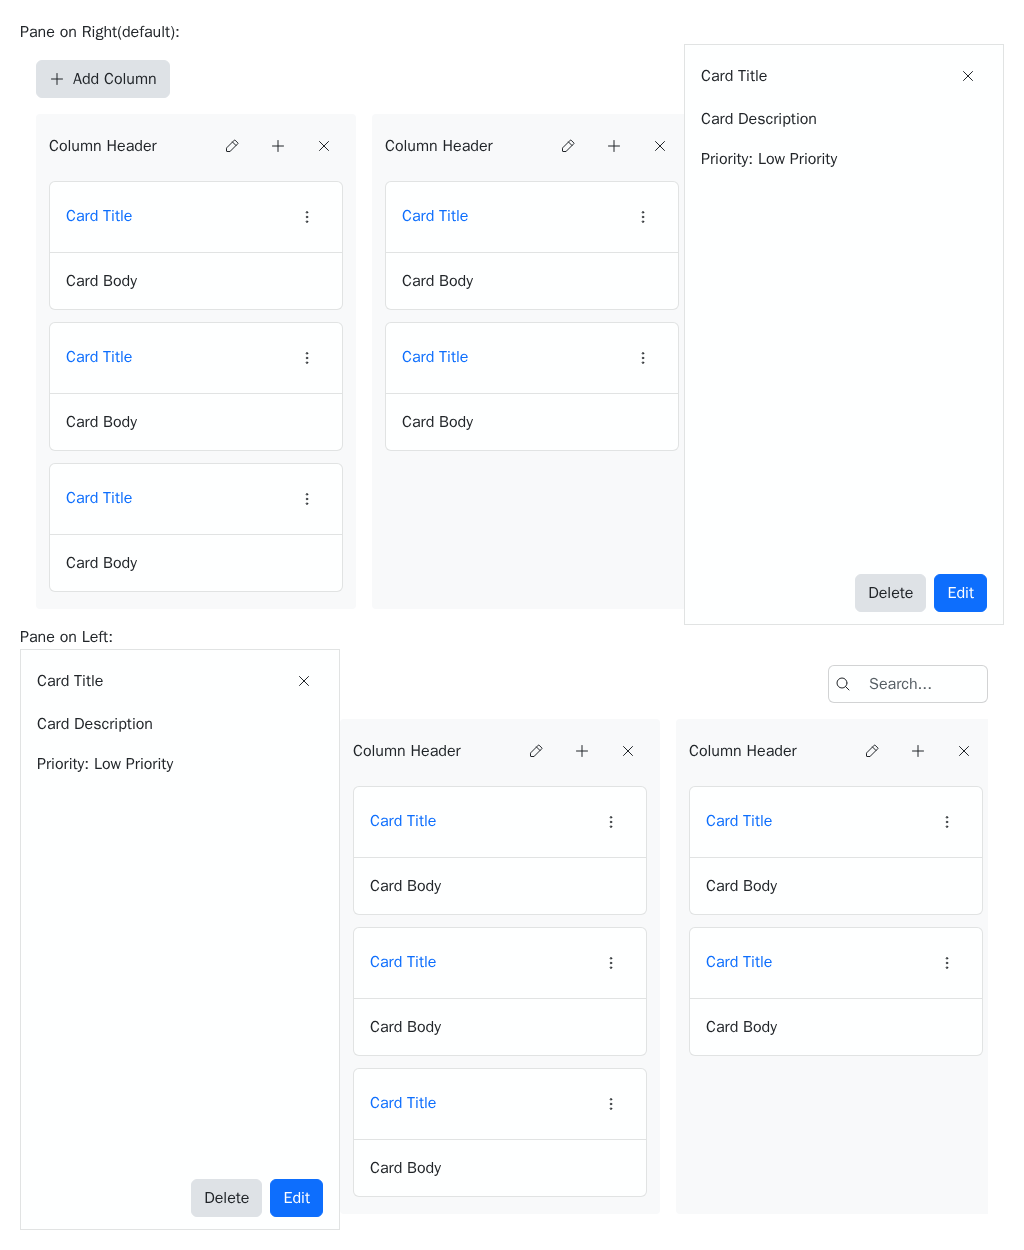 Pane on Right(default):
Add Column
Column Header
Card Title
Card Body
Card Title
Card Body
Card Title
Card Body
Column Header
Card Title
Card Body
Card Title
Card Body
Card Title
Card Description
Priority: Low Priority
Delete
Edit
Pane on Left:
Card Title
Card Description
Priority: Low Priority
Delete
Edit
Search...
Column Header
Card Title
Card Body
Card Title
Card Body
Card Title
Card Body
Column Header
Card Title
Card Body
Card Title
Card Body